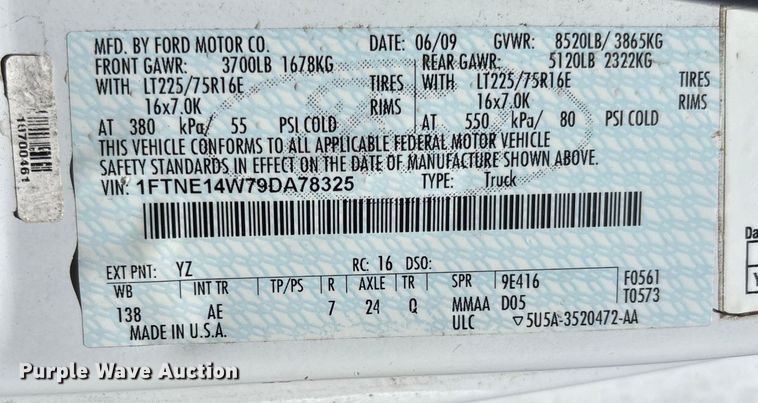 MFD. BY FORD MOTOR CO. DATE: 06/09 GVWR: 8520LB/ 3865KG
FRONT GAWR: 3700LB 1678KG REAR GAWR: 5120LB 2322KG
WITH LT225/75R16E TIRES WITH LT225/75R16E TIRES
16x7.0K RIMS 16x7.0K RIMS
AT 380 kPa/ 55 PSI COLD AT 550 kPa/ 80 PSI COLD
THIS VEHICLE CONFORMS TO ALL APPLICABLE FEDERAL MOTOR VEHICLE
SAFETY STANDARDS IN EFFECT ON THE DATE OF MANUFACTURE SHOWN ABOVE.
VIN: 1FTNE14W79DA78325 TYPE: Truck
EXT PNT: YZ RC: 16 DSO:
WB INT TR TP/PS R AXLE TR SPR 9E416 F0561
138 AE 7 24 Q MMAA D05 T0573
MADE IN U.S.A. ULC ▽5U5A-3520472-AA
16700461
Da
Y
Purple Wave Auction